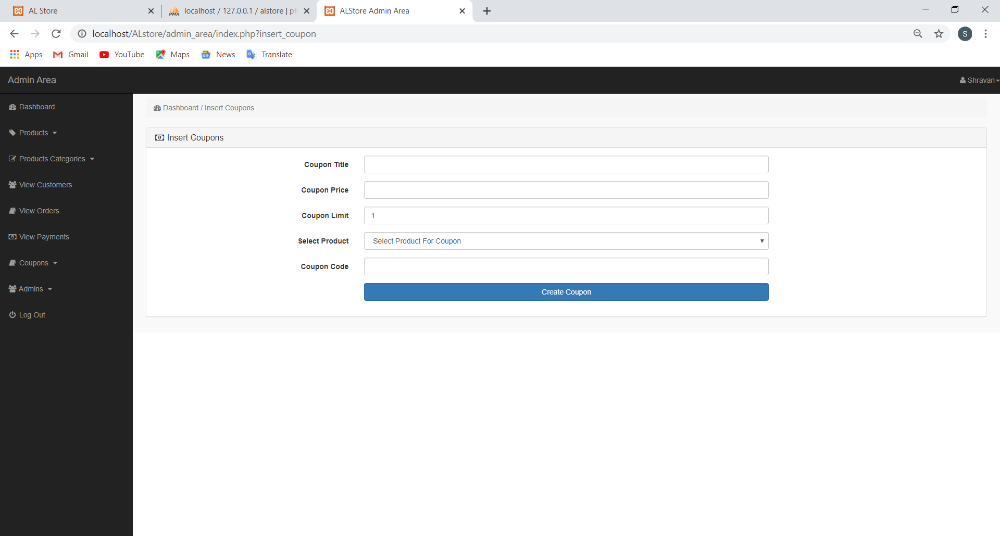 AL Store
localhost / 127.0.0.1 / alstore | ph
ALStore Admin Area
localhost/ALstore/admin_area/index.php?insert_coupon
S
Apps
Gmail
YouTube
Maps
News
Translate
Admin Area
Shravan
Dashboard
Products
Products Categories
View Customers
View Orders
View Payments
Coupons
Admins
Log Out
Dashboard / Insert Coupons
Insert Coupons
Coupon Title
Coupon Price
Coupon Limit 1
Select Product Select Product For Coupon
Coupon Code
Create Coupon